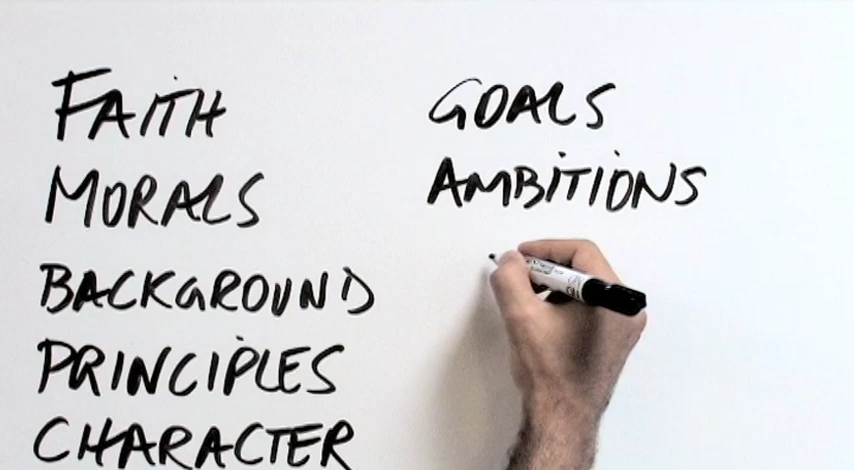 FAITH
MORALS
BACKGROUND
PRINCIPLES
CHARACTER
GOALS
AMBITIONS